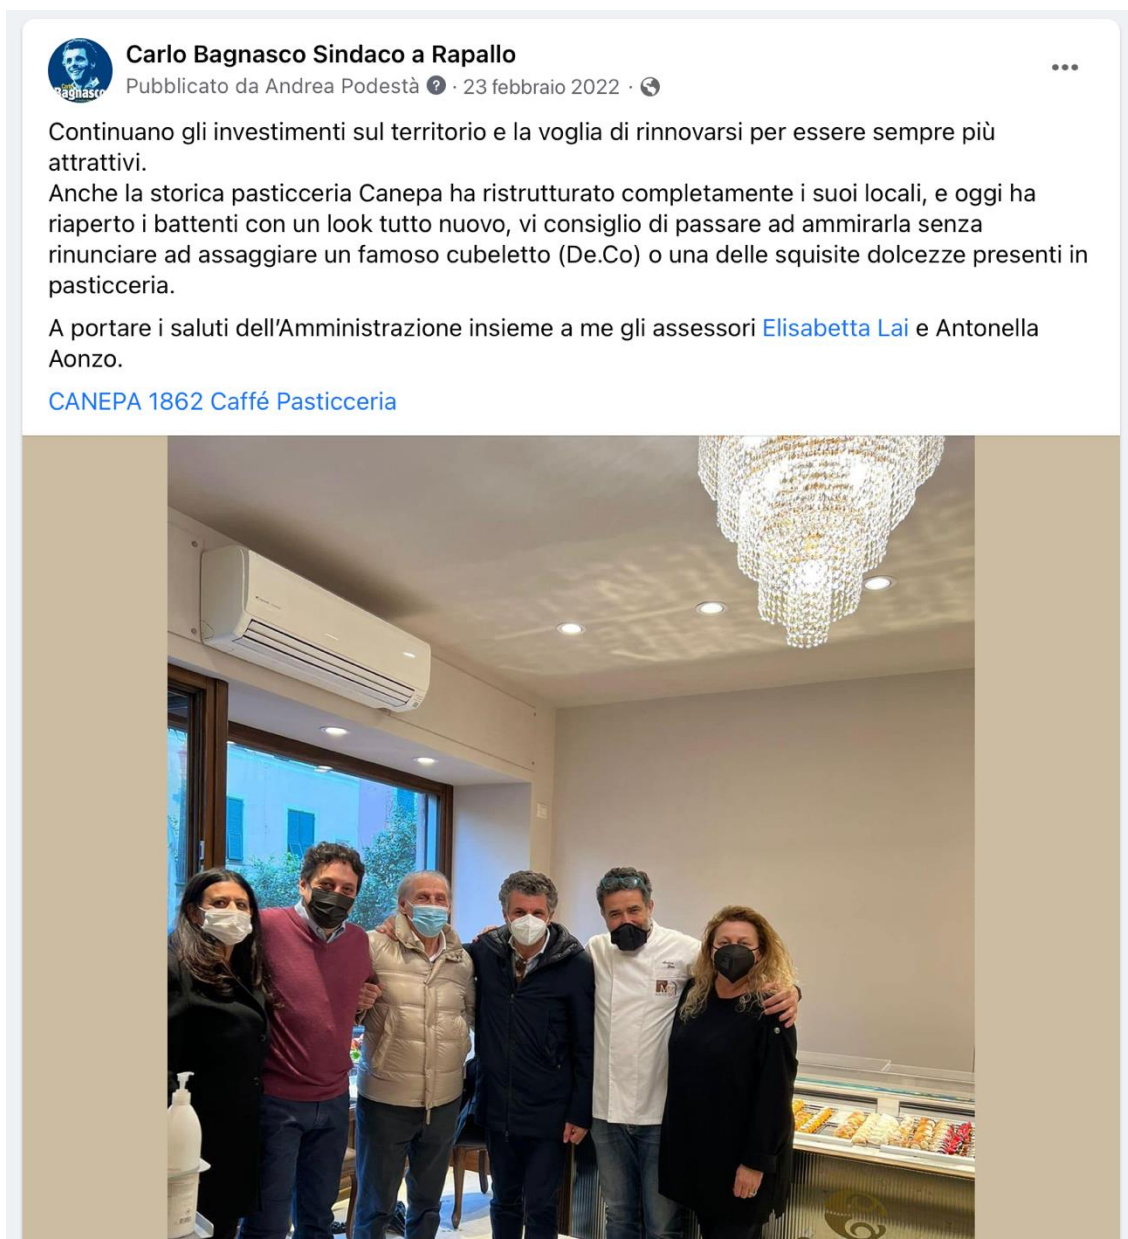 Carlo Bagnasco Sindaco a Rapallo
Pubblicato da Andrea Podestà · 23 febbraio 2022 ·
Bagnasco
Continuano gli investimenti sul territorio e la voglia di rinnovarsi per essere sempre più
attrattivi.
Anche la storica pasticceria Canepa ha ristrutturato completamente i suoi locali, e oggi ha
riaperto i battenti con un look tutto nuovo, vi consiglio di passare ad ammirarla senza
rinunciare ad assaggiare un famoso cubeletto (De.Co) o una delle squisite dolcezze presenti in
pasticceria.
A portare i saluti dell’Amministrazione insieme a me gli assessori Elisabetta Lai e Antonella
Aonzo.
CANEPA 1862 Caffé Pasticceria